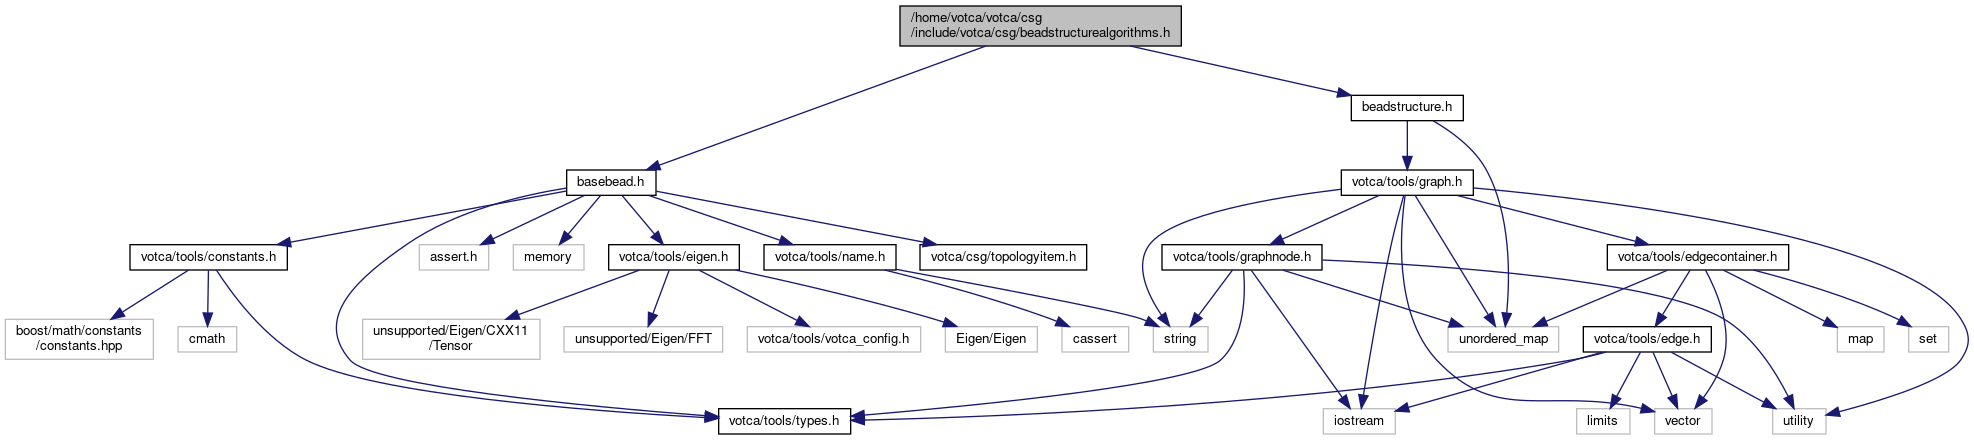 /home/votca/votca/csg
/include/votca/csg/beadstructurealgorithms.h
beadstructure.h
basebead.h
votca/tools/graph.h
votca/tools/constants.h
assert.h
memory
votca/tools/eigen.h
votca/tools/name.h
votca/csg/topologyitem.h
votca/tools/graphnode.h
votca/tools/edgecontainer.h
boost/math/constants
/constants.hpp
cmath
unsupported/Eigen/CXX11
/Tensor
unsupported/Eigen/FFT
votca/tools/votca_config.h
Eigen/Eigen
cassert
string
unordered_map
votca/tools/edge.h
map
set
votca/tools/types.h
iostream
limits
vector
utility